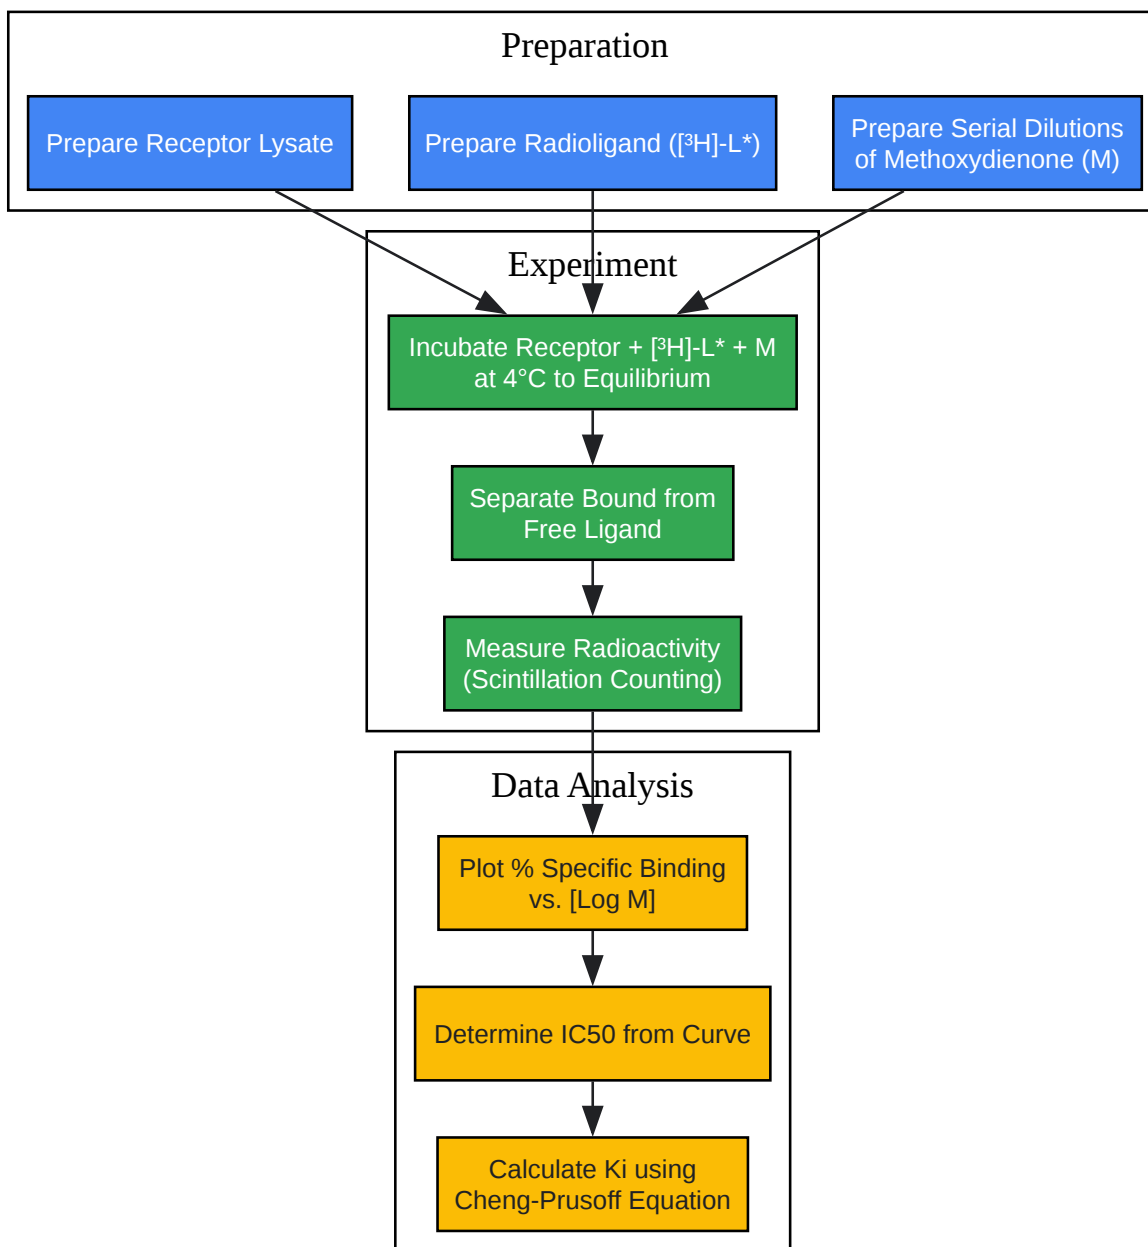 Preparation
Prepare Receptor Lysate
Prepare Radioligand ([³H]-L*)
Prepare Serial Dilutions
of Methoxydienone (M)
Experiment
Incubate Receptor + [³H]-L* + M
at 4°C to Equilibrium
Separate Bound from
Free Ligand
Measure Radioactivity
(Scintillation Counting)
Data Analysis
Plot % Specific Binding
vs. [Log M]
Determine IC50 from Curve
Calculate Ki using
Cheng-Prusoff Equation